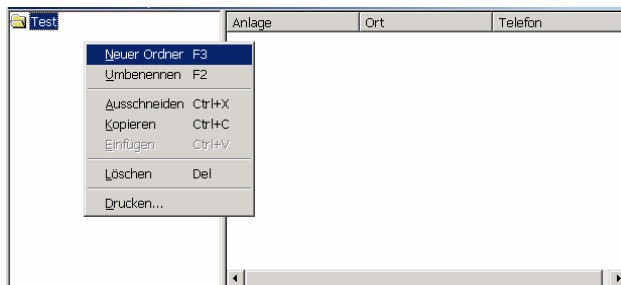 Test Anlage Ort Telefon
Neuer Ordner F3
Umbenennen F2
Ausschneiden Ctrl+X
Kopieren Ctrl+C
Einfügen Ctrl+V
Löschen Del
Drucken...